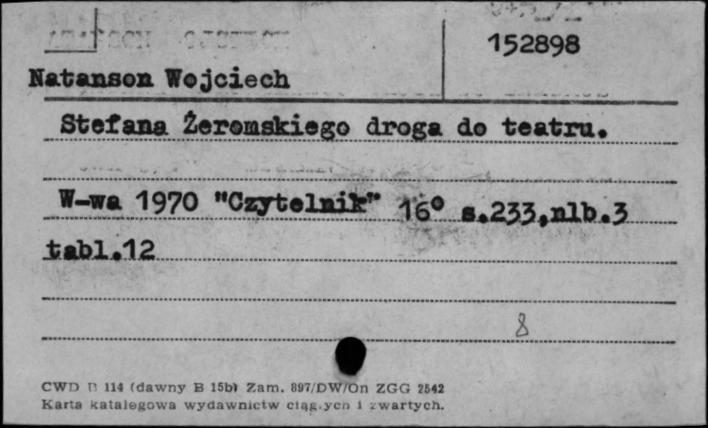 152898
Natanson Wojciech
Stefana Żeromskiego droga do teatru.
W-wa 1970 "Czytelnik" 16° s.233,nlb.3
tabl.12
8
CWD B 114 (dawny B 15b) Zam. 897/DW/On ZGG 2542
Karta katalogowa wydawnictw ciągłych i zwartych.